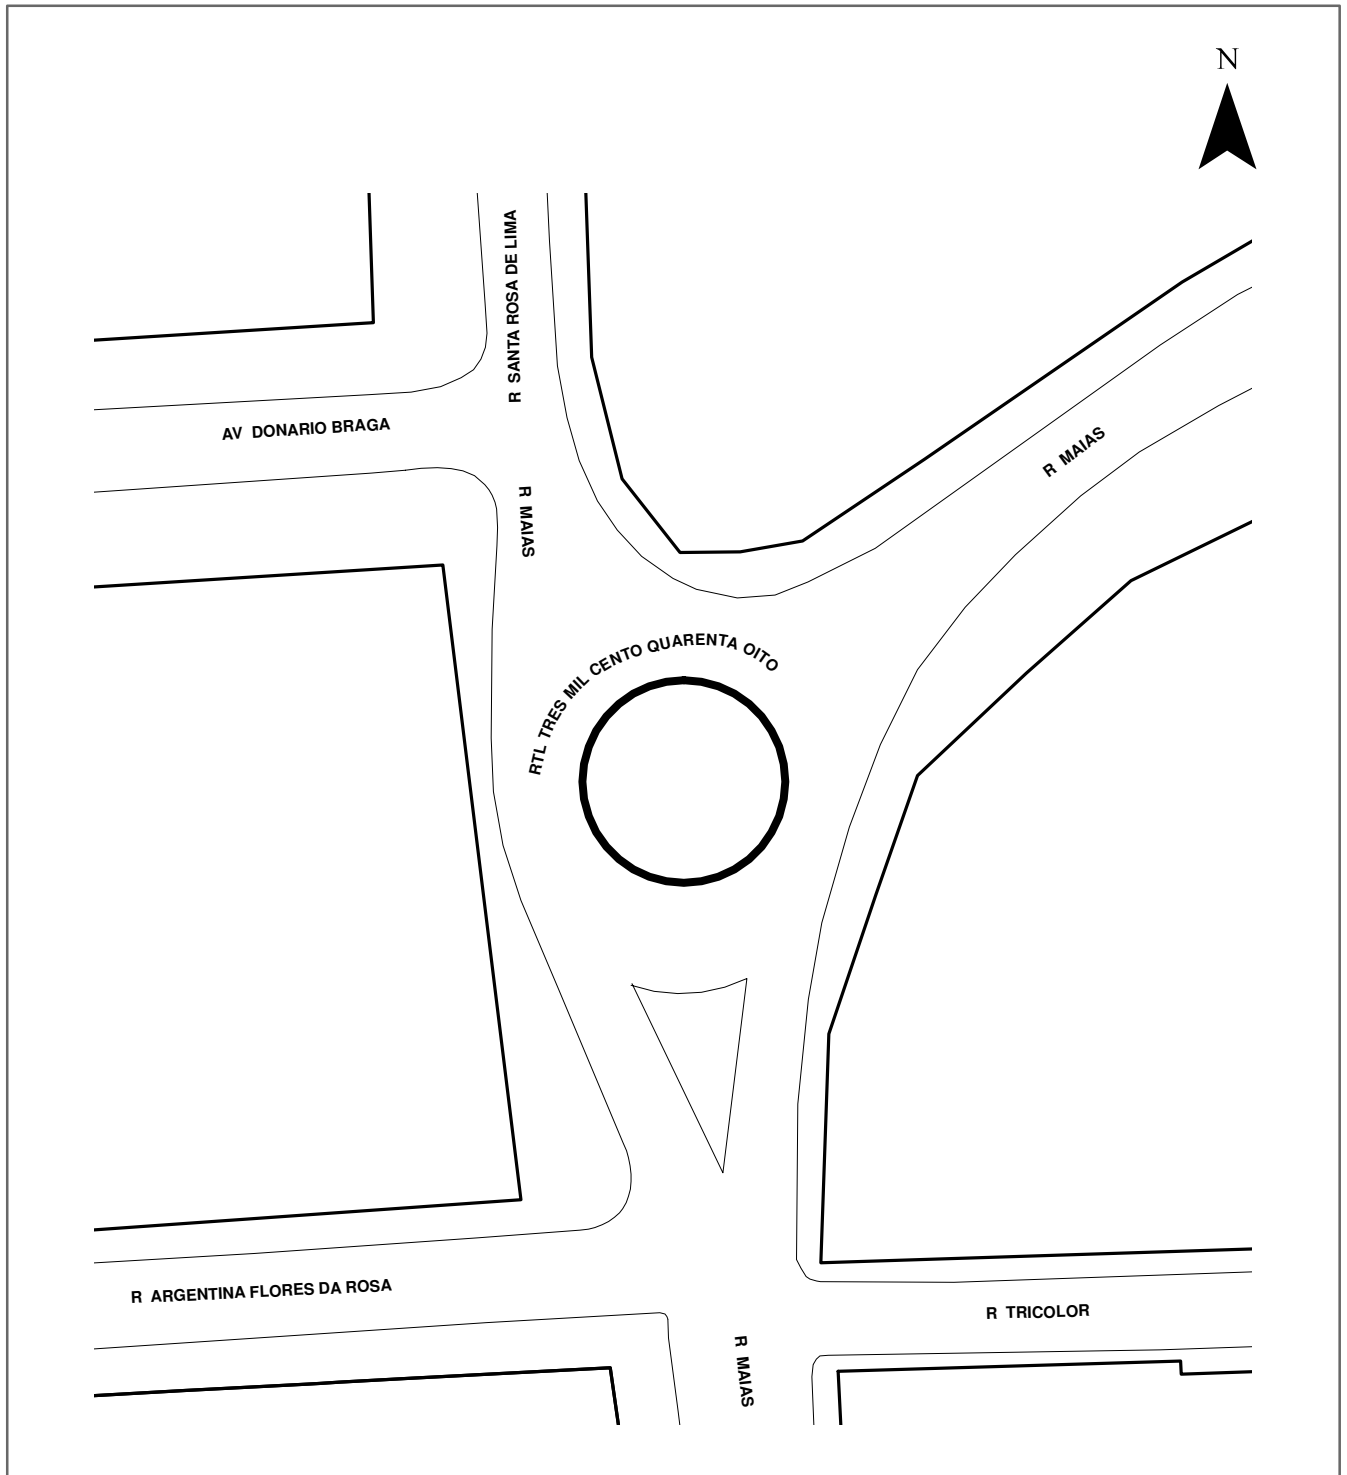 N
R SANTA ROSA DE LIMA
AV DONARIO BRAGA
R MAIAS
R MAIAS
RTL TRES MIL CENTO QUARENTA OITO
R ARGENTINA FLORES DA ROSA
R TRICOLOR
R MAIAS